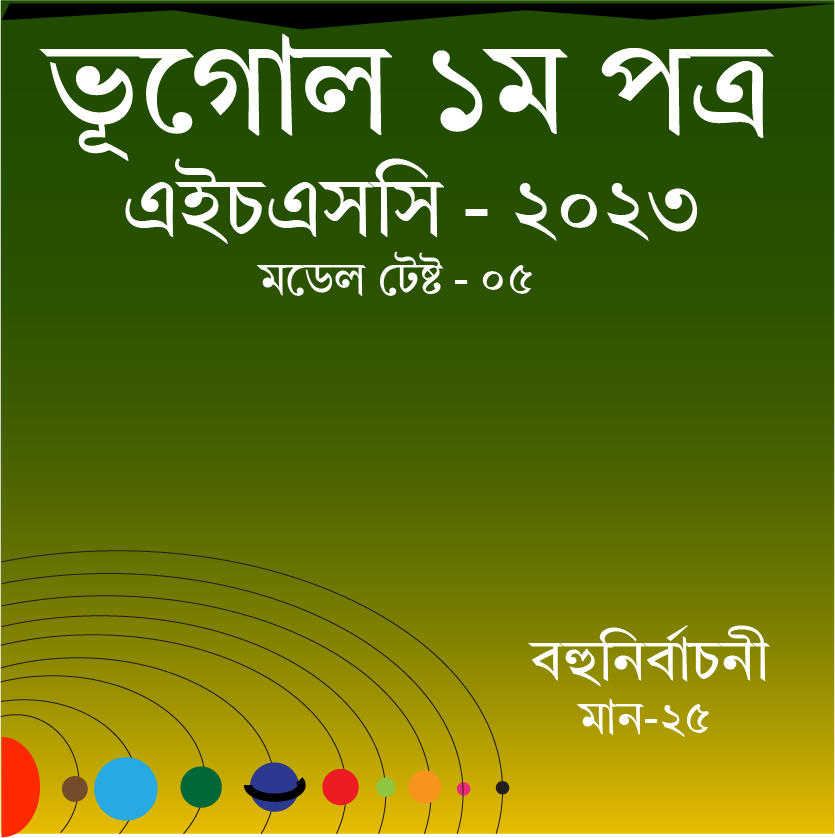 ভূগোল ১ম পত্র
এইচএসসি - ২০২৩
মডেল টেষ্ট - ০৫
বহুনির্বাচনী
মান-২৫